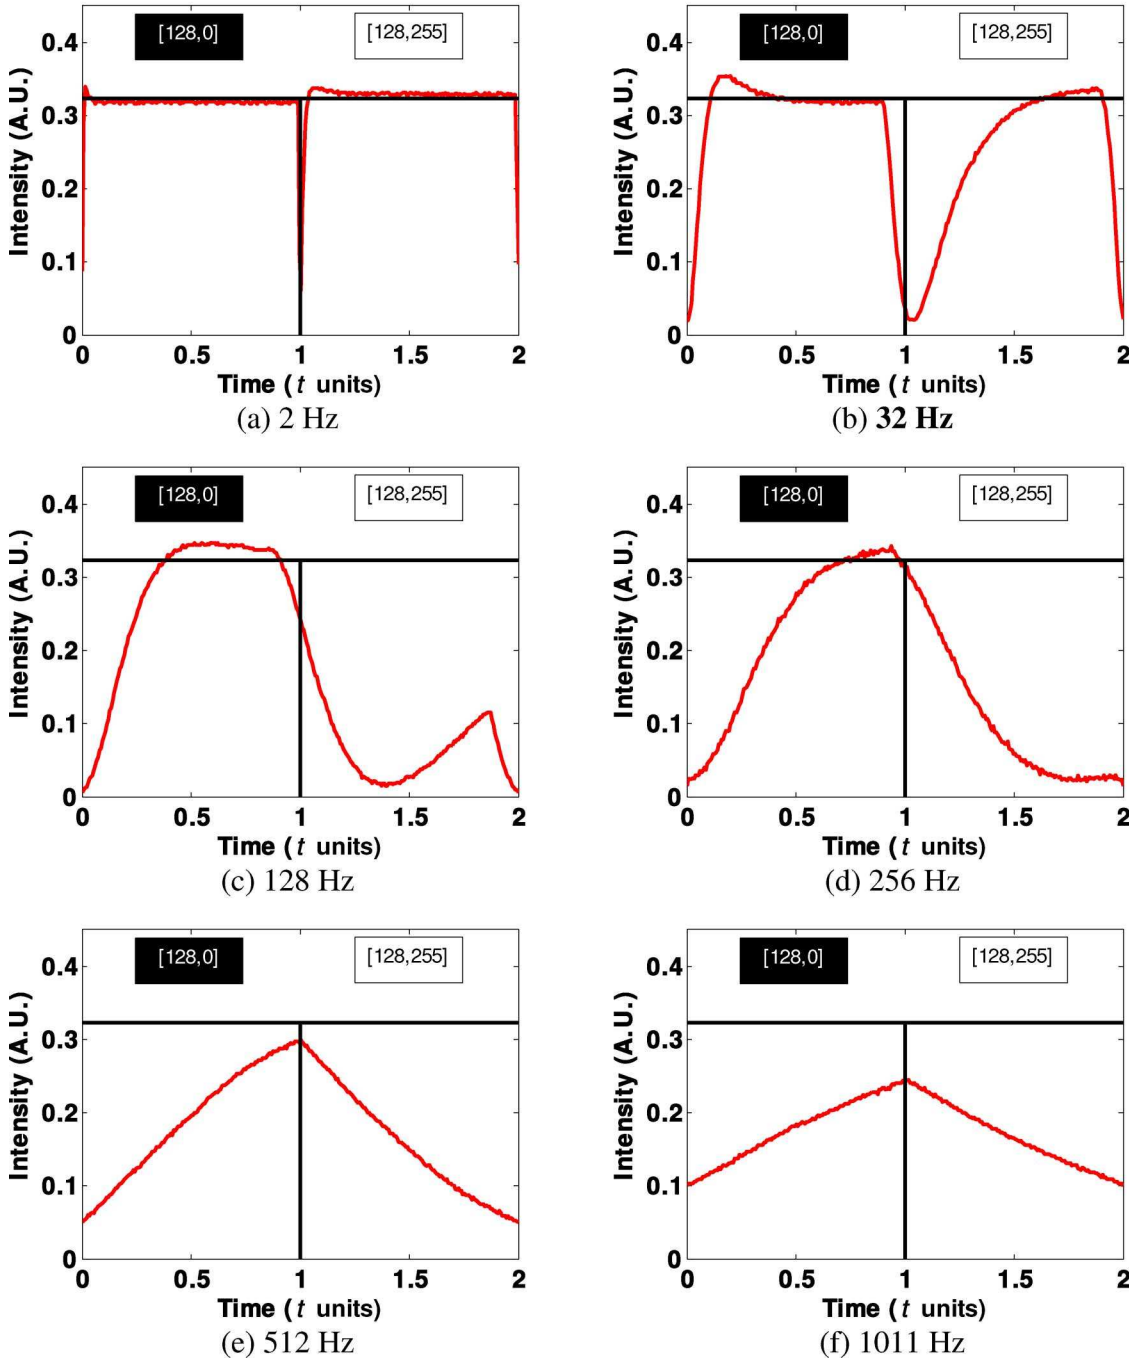 [128,0] [128,255]
0.4
0.3
0.2
0.1
0
Intensity (A.U.)
0 0.5 1 1.5 2
Time (t units)
(a) 2 Hz
[128,0] [128,255]
0.4
0.3
0.2
0.1
0
Intensity (A.U.)
0 0.5 1 1.5 2
Time (t units)
(b) 32 Hz
[128,0] [128,255]
0.4
0.3
0.2
0.1
0
Intensity (A.U.)
0 0.5 1 1.5 2
Time (t units)
(c) 128 Hz
[128,0] [128,255]
0.4
0.3
0.2
0.1
0
Intensity (A.U.)
0 0.5 1 1.5 2
Time (t units)
(d) 256 Hz
[128,0] [128,255]
0.4
0.3
0.2
0.1
0
Intensity (A.U.)
0 0.5 1 1.5 2
Time (t units)
(e) 512 Hz
[128,0] [128,255]
0.4
0.3
0.2
0.1
0
Intensity (A.U.)
0 0.5 1 1.5 2
Time (t units)
(f) 1011 Hz